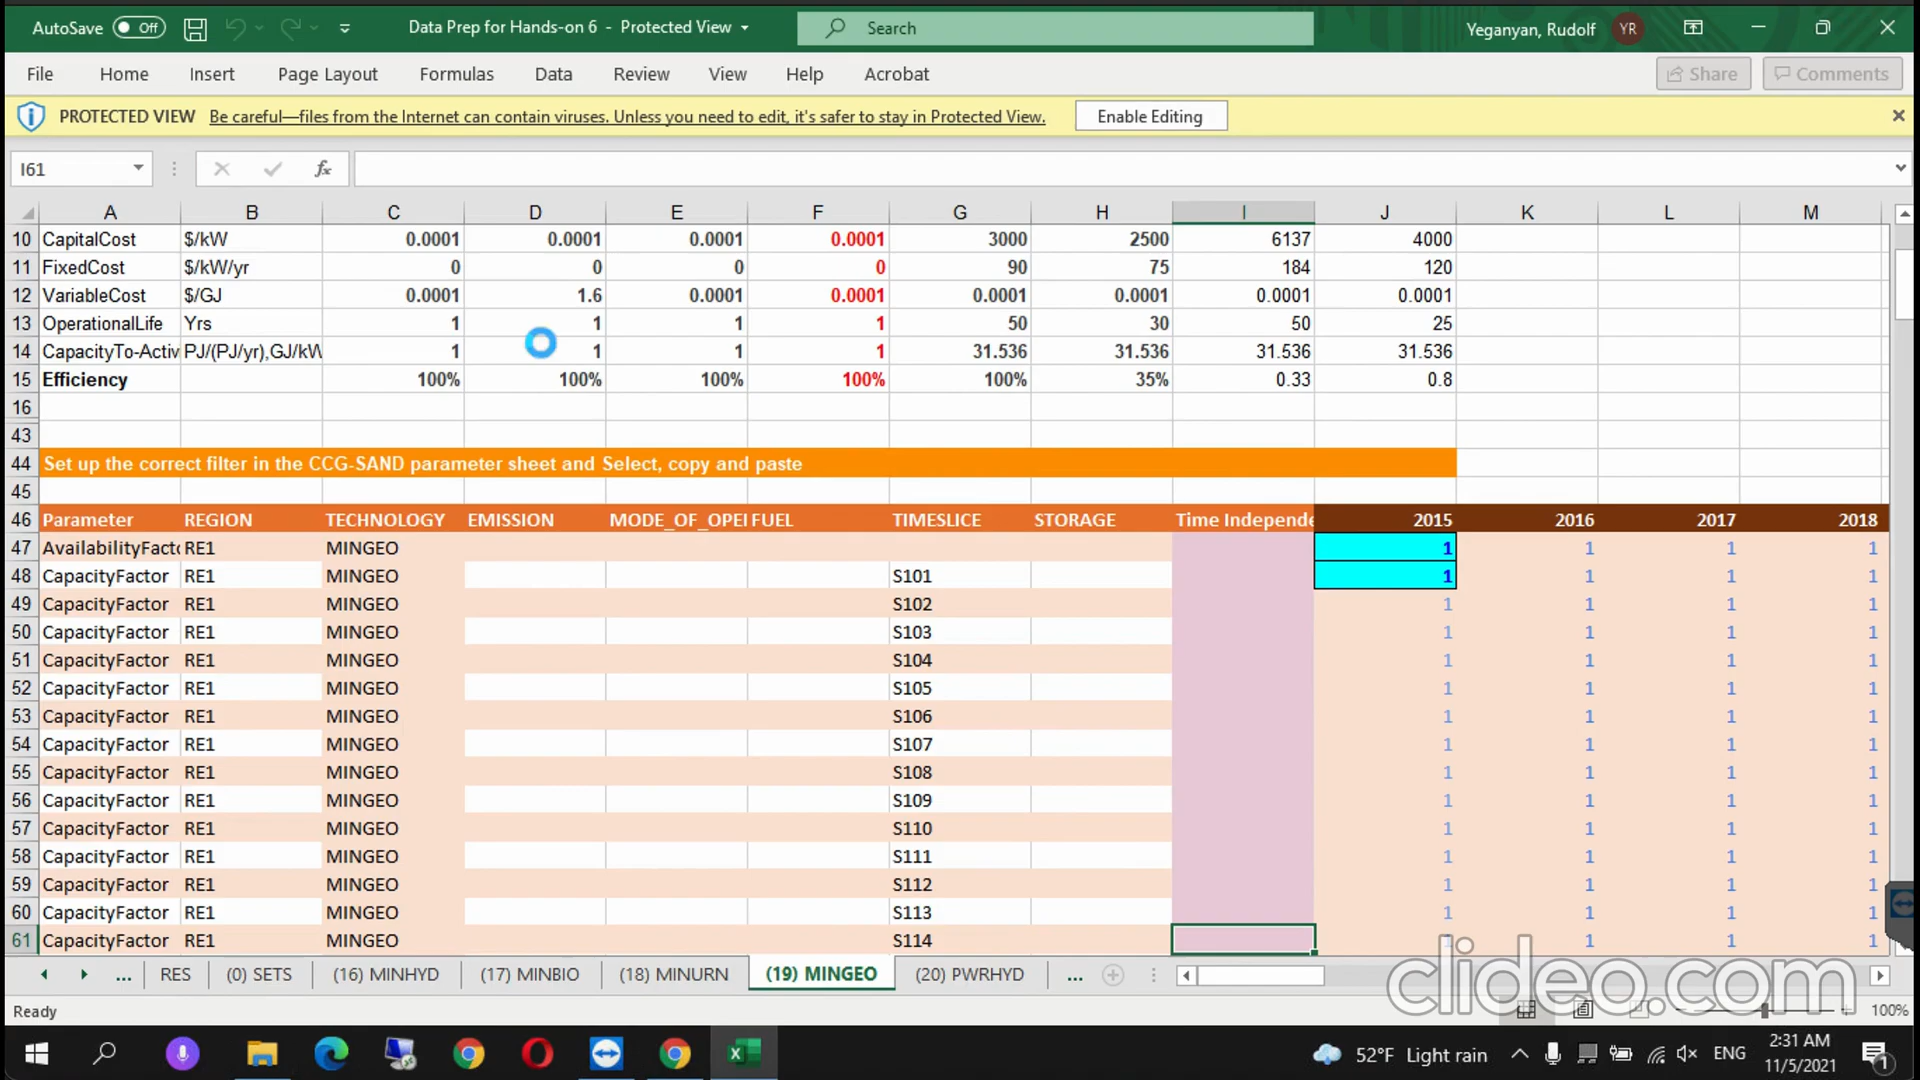 AutoSave Off Data Prep for Hands-on 6 - Protected View Search Yeganyan, Rudolf YR
File Home Insert Page Layout Formulas Data Review View Help Acrobat Share Comments
PROTECTED VIEW Be careful—files from the Internet can contain viruses. Unless you need to edit, it's safer to stay in Protected View. Enable Editing
I61 fx
A B C D E F G H I J K L M
10 CapitalCost $/kW 0.0001 0.0001 0.0001 0.0001 3000 2500 6137 4000
11 FixedCost $/kW/yr 0 0 0 0 90 75 184 120
12 VariableCost $/GJ 0.0001 1.6 0.0001 0.0001 0.0001 0.0001 0.0001 0.0001
13 OperationalLife Yrs 1 1 1 1 50 30 50 25
14 CapacityTo-Activ PJ/(PJ/yr),GJ/kW 1 1 1 1 31.536 31.536 31.536 31.536
15 Efficiency 100% 100% 100% 100% 100% 35% 0.33 0.8
16
43
44 Set up the correct filter in the CCG-SAND parameter sheet and Select, copy and paste
45
46 Parameter REGION TECHNOLOGY EMISSION MODE_OF_OPEI FUEL TIMESLICE STORAGE Time Independe 2015 2016 2017 2018
47 AvailabilityFactc RE1 MINGEO 1 1 1 1
48 CapacityFactor RE1 MINGEO S101 1 1 1 1
49 CapacityFactor RE1 MINGEO S102 1 1 1 1
50 CapacityFactor RE1 MINGEO S103 1 1 1 1
51 CapacityFactor RE1 MINGEO S104 1 1 1 1
52 CapacityFactor RE1 MINGEO S105 1 1 1 1
53 CapacityFactor RE1 MINGEO S106 1 1 1 1
54 CapacityFactor RE1 MINGEO S107 1 1 1 1
55 CapacityFactor RE1 MINGEO S108 1 1 1 1
56 CapacityFactor RE1 MINGEO S109 1 1 1 1
57 CapacityFactor RE1 MINGEO S110 1 1 1 1
58 CapacityFactor RE1 MINGEO S111 1 1 1 1
59 CapacityFactor RE1 MINGEO S112 1 1 1 1
60 CapacityFactor RE1 MINGEO S113 1 1 1 1
61 CapacityFactor RE1 MINGEO S114 1 1 1 1
... RES (0) SETS (16) MINHYD (17) MINBIO (18) MINURN (19) MINGEO (20) PWRHYD ...
clideo.com
Ready 100%
52°F Light rain ENG 2:31 AM
11/5/2021 1